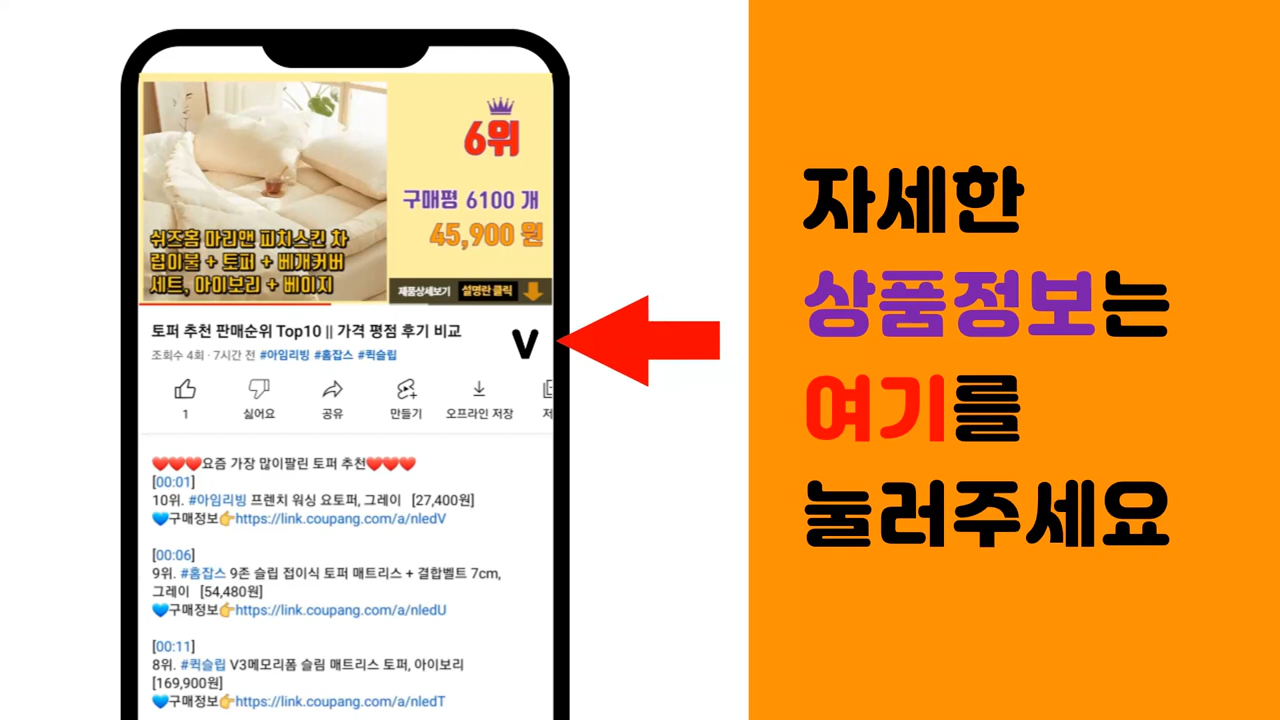 6위
구매평 6100 개
45,900 원
쉬즈홈 마리앤 피치스킨 차
렵이불 + 토퍼 + 베개커버
세트, 아이보리 + 베이지
제품상세보기 설명란 클릭
토퍼 추천 판매순위 Top10 || 가격 평점 후기 비교
V
조회수 4회 · 7시간 전 #아임리빙 #홈잡스 #퀵슬립
1 싫어요 공유 만들기 오프라인 저장 저
❤️❤️❤️요즘 가장 많이팔린 토퍼 추천❤️❤️❤️
[00:01]
10위. #아임리빙 프렌치 워싱 요토퍼, 그레이 [27,400원]
💙구매정보👉https://link.coupang.com/a/nledV
[00:06]
9위. #홈잡스 9존 슬립 접이식 토퍼 매트리스 + 결합벨트 7cm,
그레이 [54,480원]
💙구매정보👉https://link.coupang.com/a/nledU
[00:11]
8위. #퀵슬립 V3메모리폼 슬림 매트리스 토퍼, 아이보리
[169,900원]
💙구매정보👉https://link.coupang.com/a/nledT
자세한
상품정보는
여기를
눌러주세요